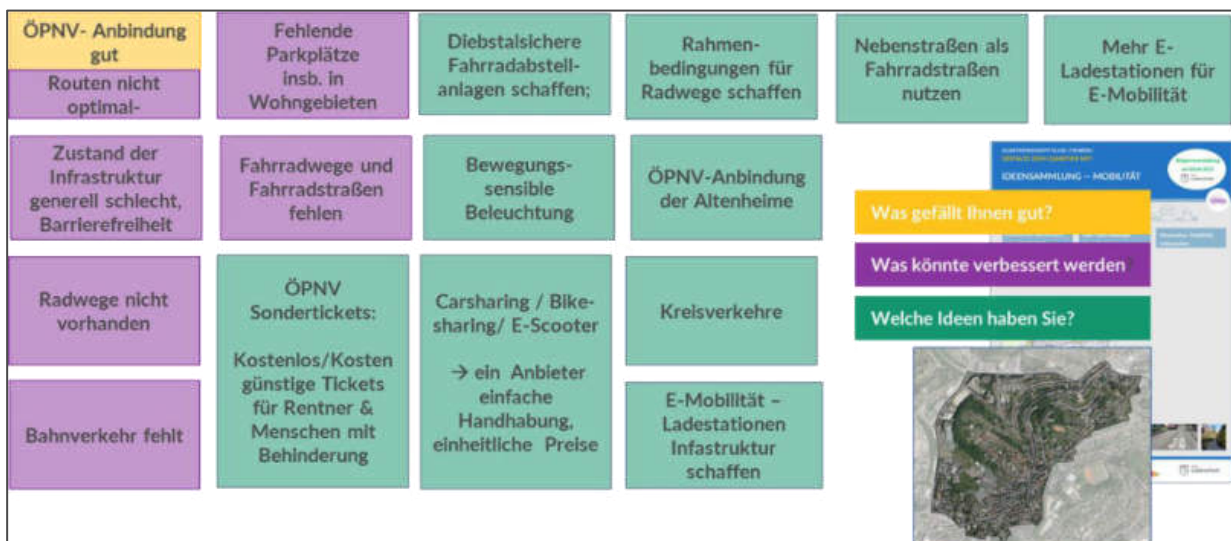 ÖPNV- Anbindung
gut
Routen nicht
optimal-
Fehlende
Parkplätze
insb. in
Wohngebieten
Diebstalsichere
Fahrradabstell-
anlagen schaffen;
Rahmen-
bedingungen für
Radwege schaffen
Nebenstraßen als
Fahrradstraßen
nutzen
Mehr E-
Ladestationen für
E-Mobilität
Zustand der
Infrastruktur
generell schlecht,
Barrierefreiheit
Fahrradwege und
Fahrradstraßen
fehlen
Bewegungs-
sensible
Beleuchtung
ÖPNV-Anbindung
der Altenheime
Radwege nicht
vorhanden
ÖPNV
Sondertickets:
Kostenlos/Kosten
günstige Tickets
für Rentner &
Menschen mit
Behinderung
Carsharing / Bike-
sharing/ E-Scooter
→ ein Anbieter
einfache
Handhabung,
einheitliche Preise
Kreisverkehre
Bahnverkehr fehlt
E-Mobilität –
Ladestationen
Infastruktur
schaffen
IDEENSAMMLUNG – MOBILITÄT
Was gefällt Ihnen gut?
Was könnte verbessert werden?
Welche Ideen haben Sie?